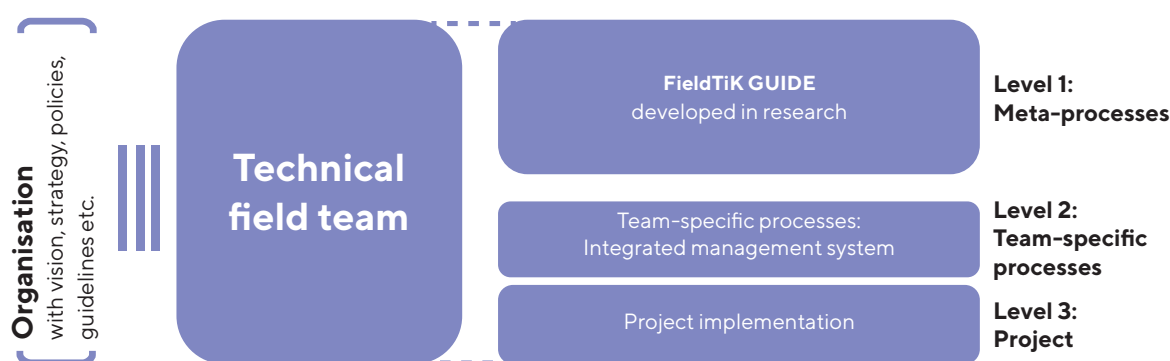 Organisation
with vision, strategy, policies,
guidelines etc.
Technical
field team
FieldTiK GUIDE
developed in research
Level 1:
Meta-processes
Team-specific processes:
Integrated management system
Level 2:
Team-specific
processes
Project implementation
Level 3:
Project